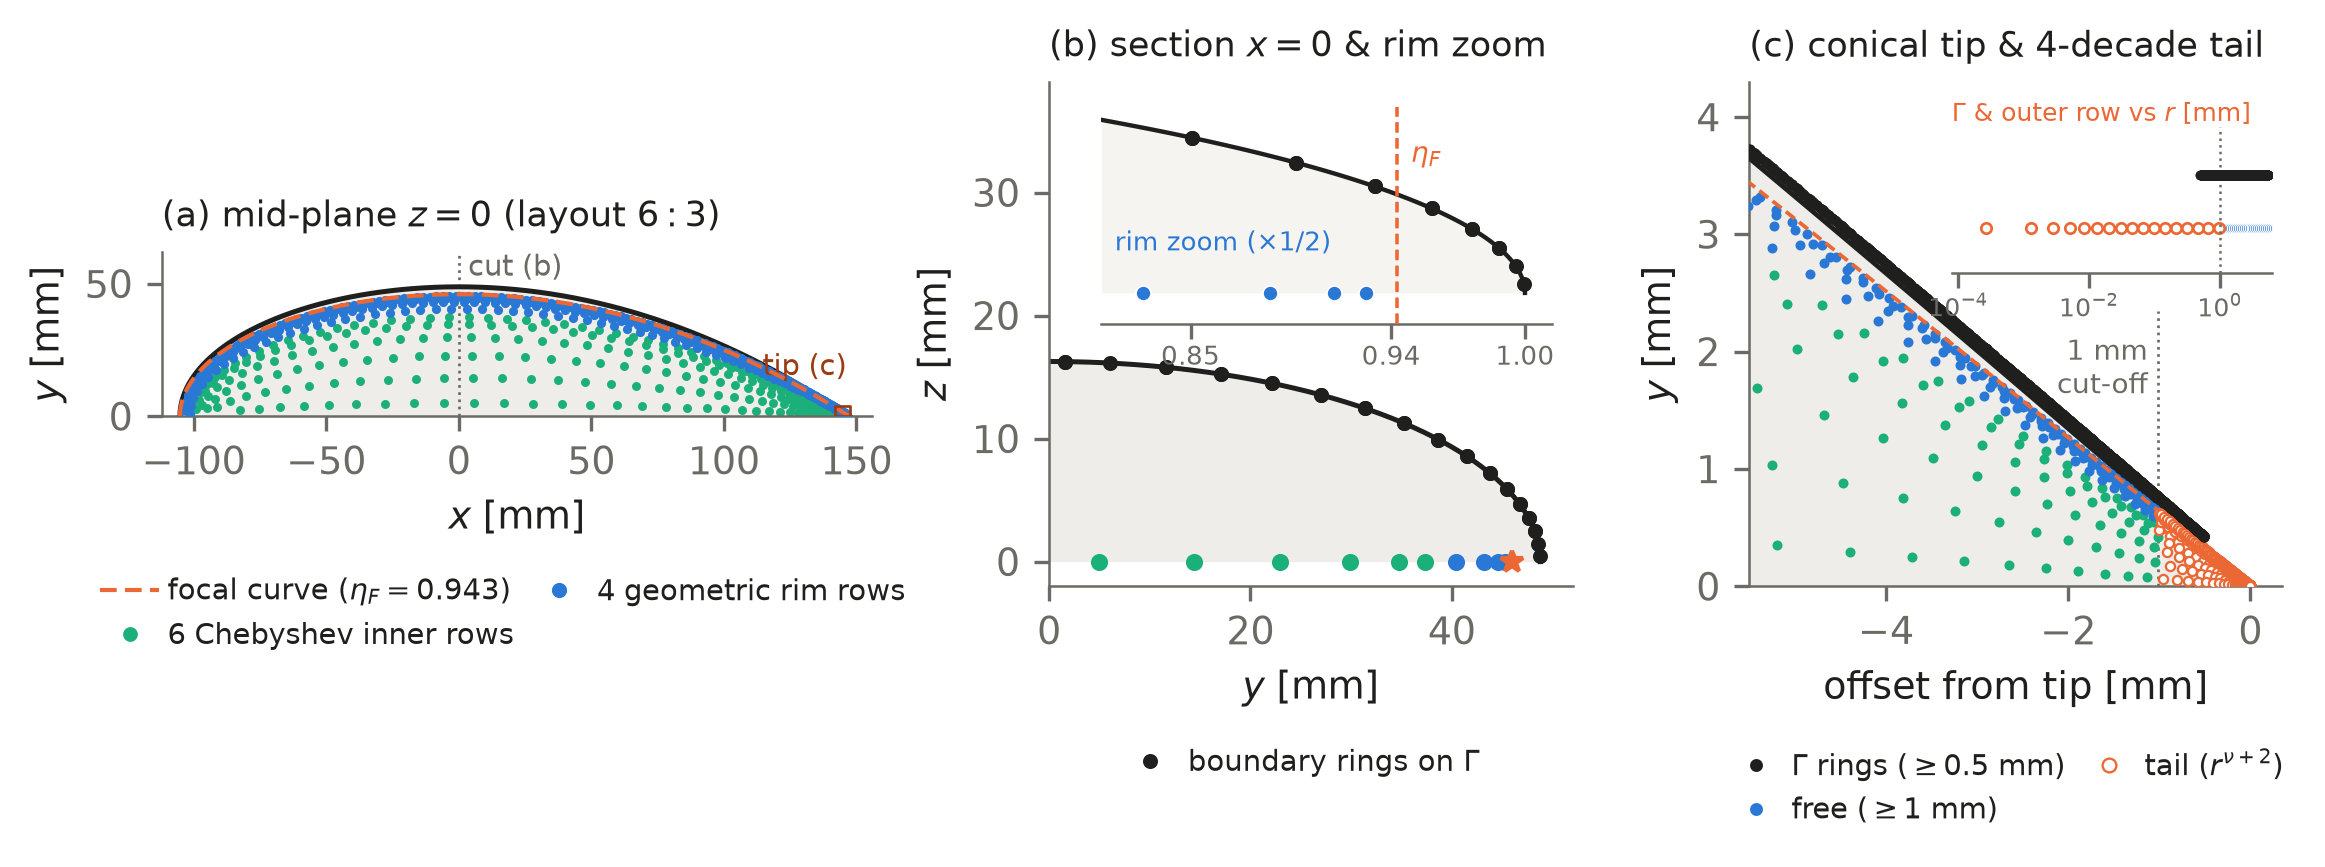 (a) mid-plane z = 0 (layout 6 : 3)
cut (b)
tip (c)
y [mm]
50
0
−100
−50
0
50
100
150
x [mm]
focal curve (ηF = 0.943)
4 geometric rim rows
6 Chebyshev inner rows
(b) section x = 0 & rim zoom
ηF
rim zoom (×1/2)
0.85
0.94
1.00
z [mm]
30
20
10
0
0
20
40
y [mm]
boundary rings on Γ
(c) conical tip & 4-decade tail
Γ & outer row vs r [mm]
10⁻⁴
10⁻²
10⁰
1 mm
cut-off
y [mm]
4
3
2
1
0
−4
−2
0
offset from tip [mm]
Γ rings (≥0.5 mm)
tail (r^{ν+2})
free (≥1 mm)